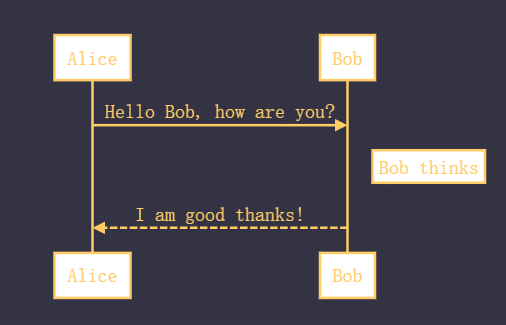 Alice
Bob
Hello Bob, how are you?
Bob thinks
I am good thanks!
Alice
Bob